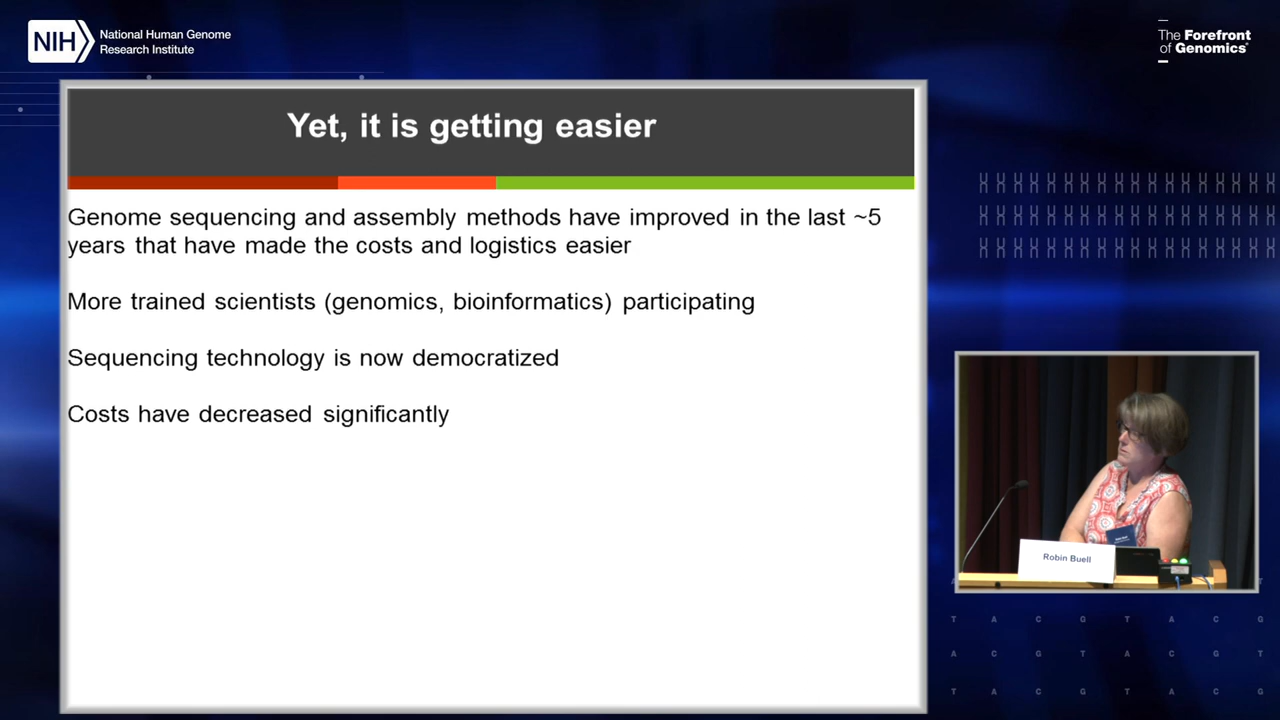 NIH
National Human Genome
Research Institute
The Forefront
of Genomics®
Yet, it is getting easier
Genome sequencing and assembly methods have improved in the last ~5
years that have made the costs and logistics easier
More trained scientists (genomics, bioinformatics) participating
Sequencing technology is now democratized
Costs have decreased significantly
Robin Buell
T A C G T A C G
A C G T A C G T
T A C G T A C G